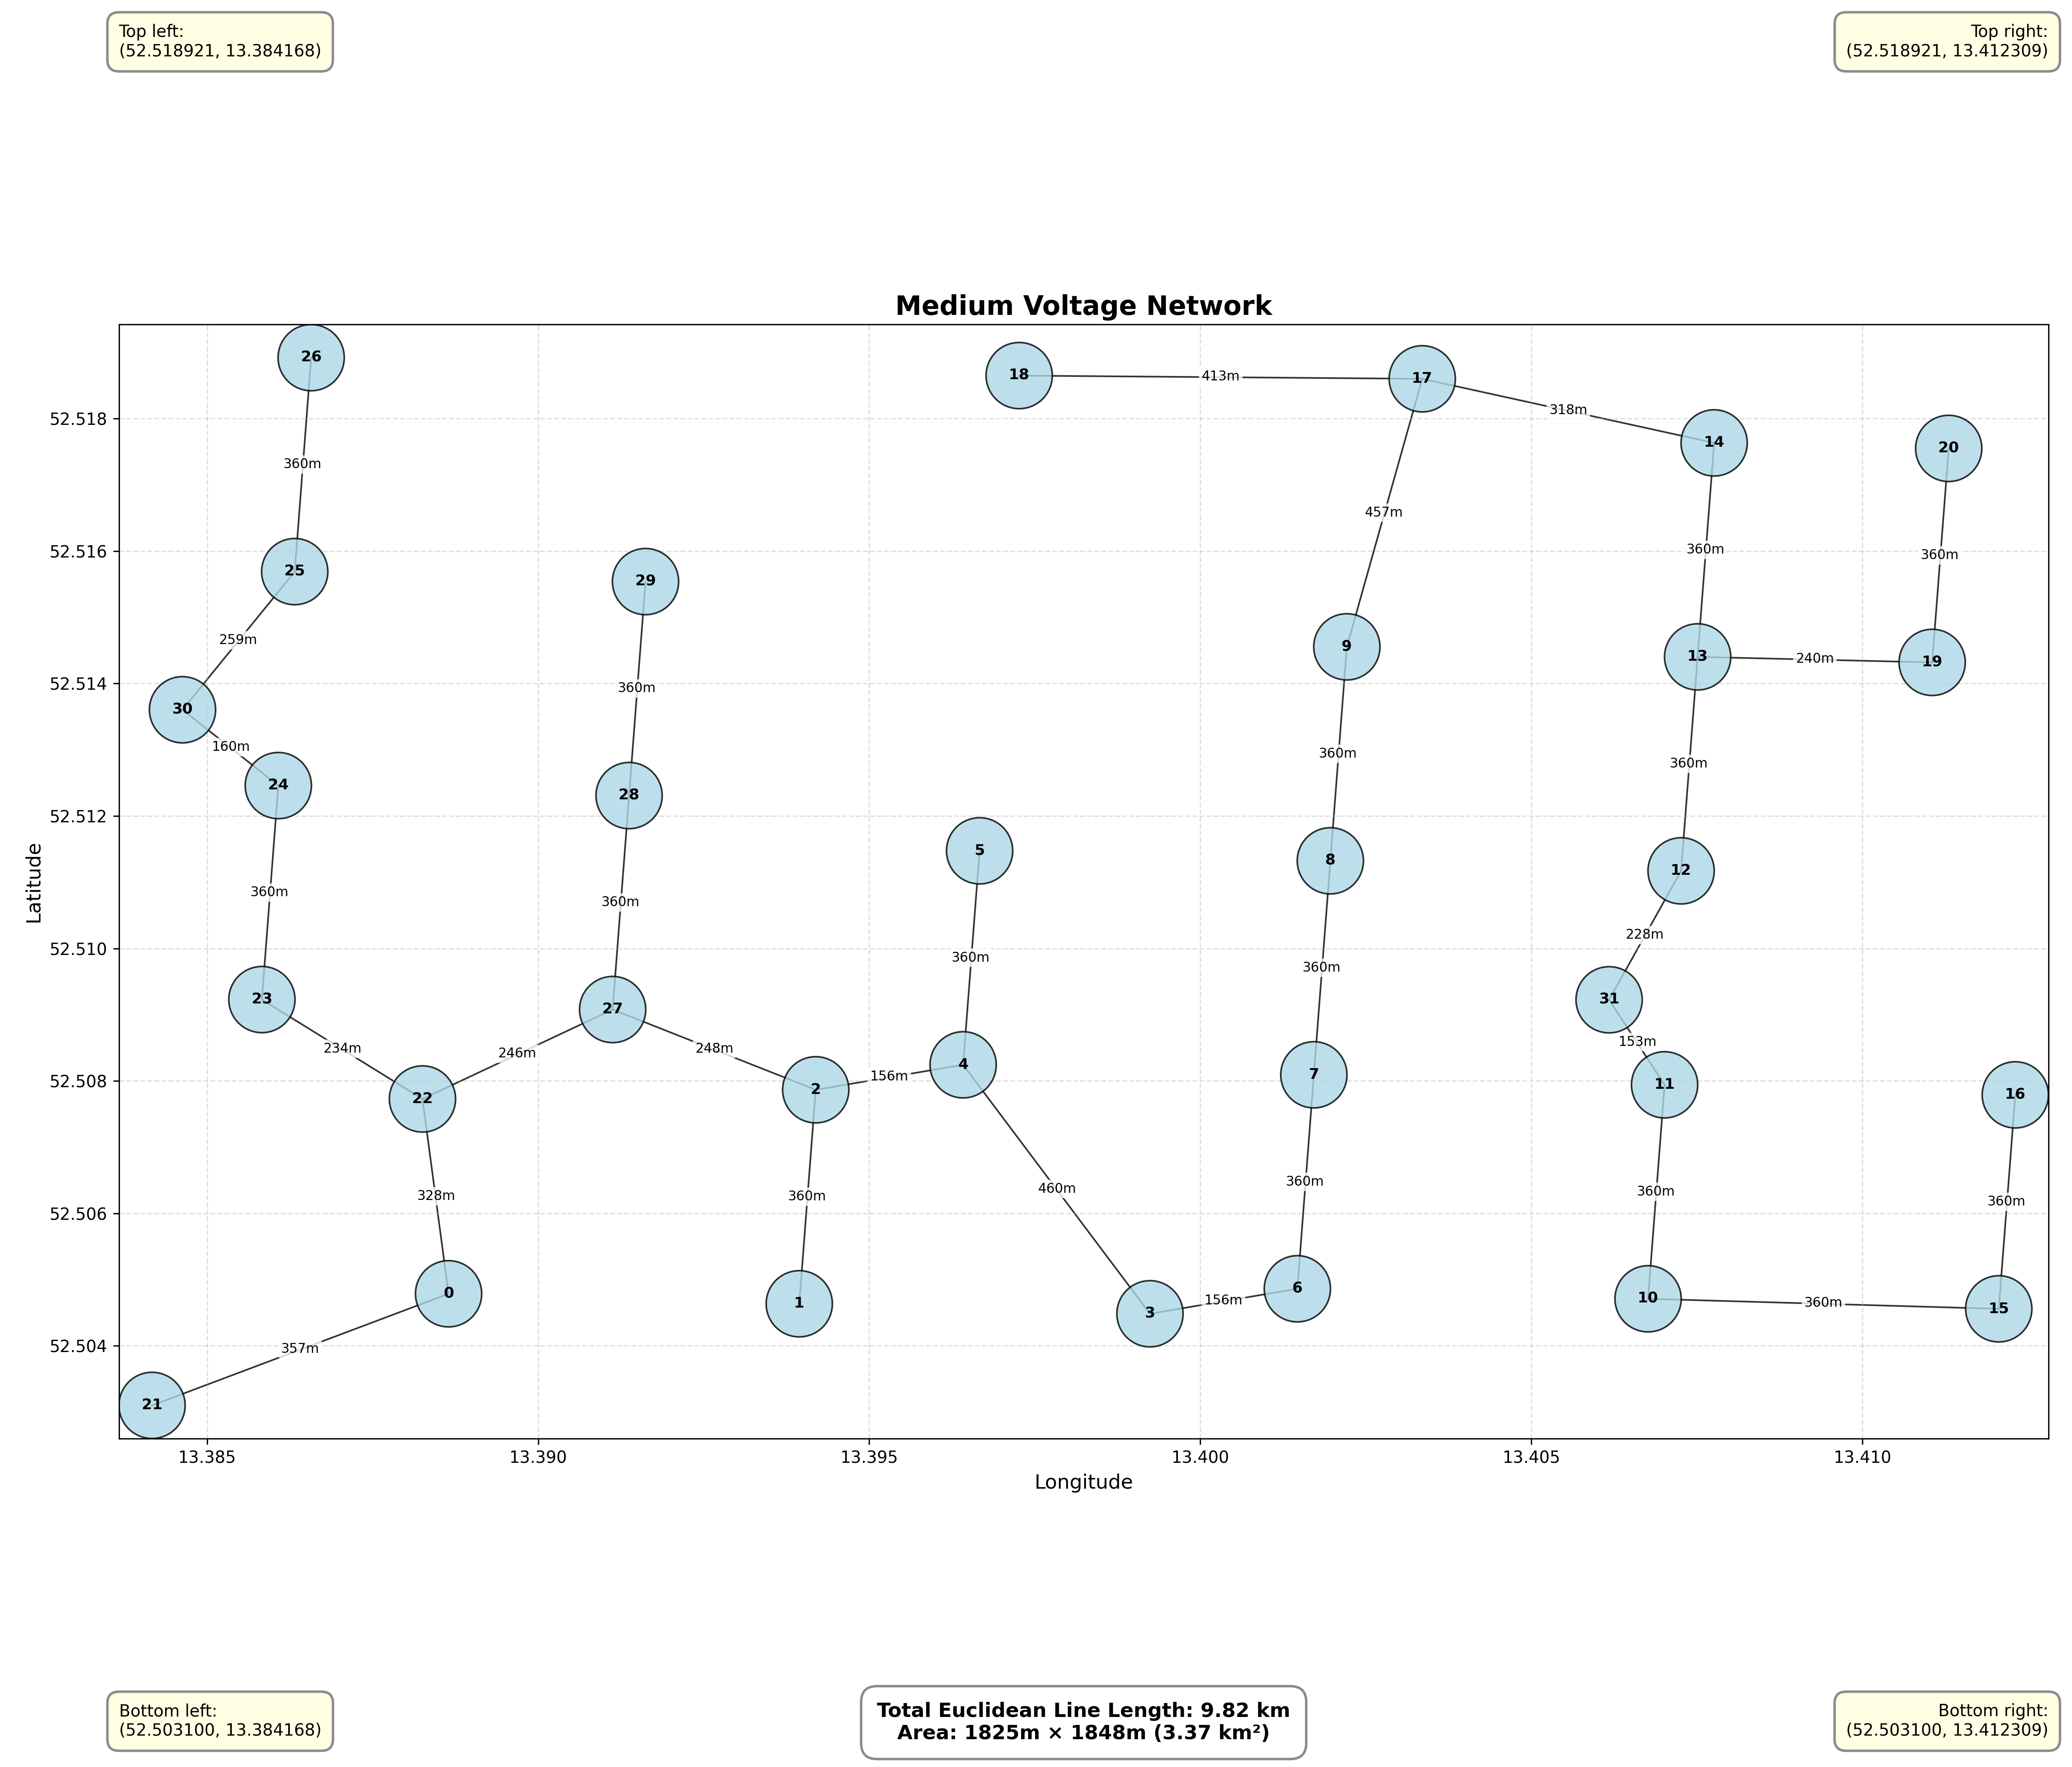 Top left:
(52.518921, 13.384168)
Top right:
(52.518921, 13.412309)
Medium Voltage Network
26
18
413m
17
318m
14
20
360m
457m
25
29
360m
360m
259m
9
13
240m
19
30
360m
160m
360m
360m
24
28
5
8
12
360m
360m
228m
360m
360m
23
27
31
234m
246m
248m
153m
22
2
156m
4
7
11
16
328m
360m
460m
360m
360m
360m
0
1
3
156m
6
10
360m
15
357m
21
52.518
52.516
52.514
52.512
52.510
52.508
52.506
52.504
Latitude
13.385
13.390
13.395
13.400
13.405
13.410
Longitude
Bottom left:
(52.503100, 13.384168)
Total Euclidean Line Length: 9.82 km
Area: 1825m × 1848m (3.37 km²)
Bottom right:
(52.503100, 13.412309)